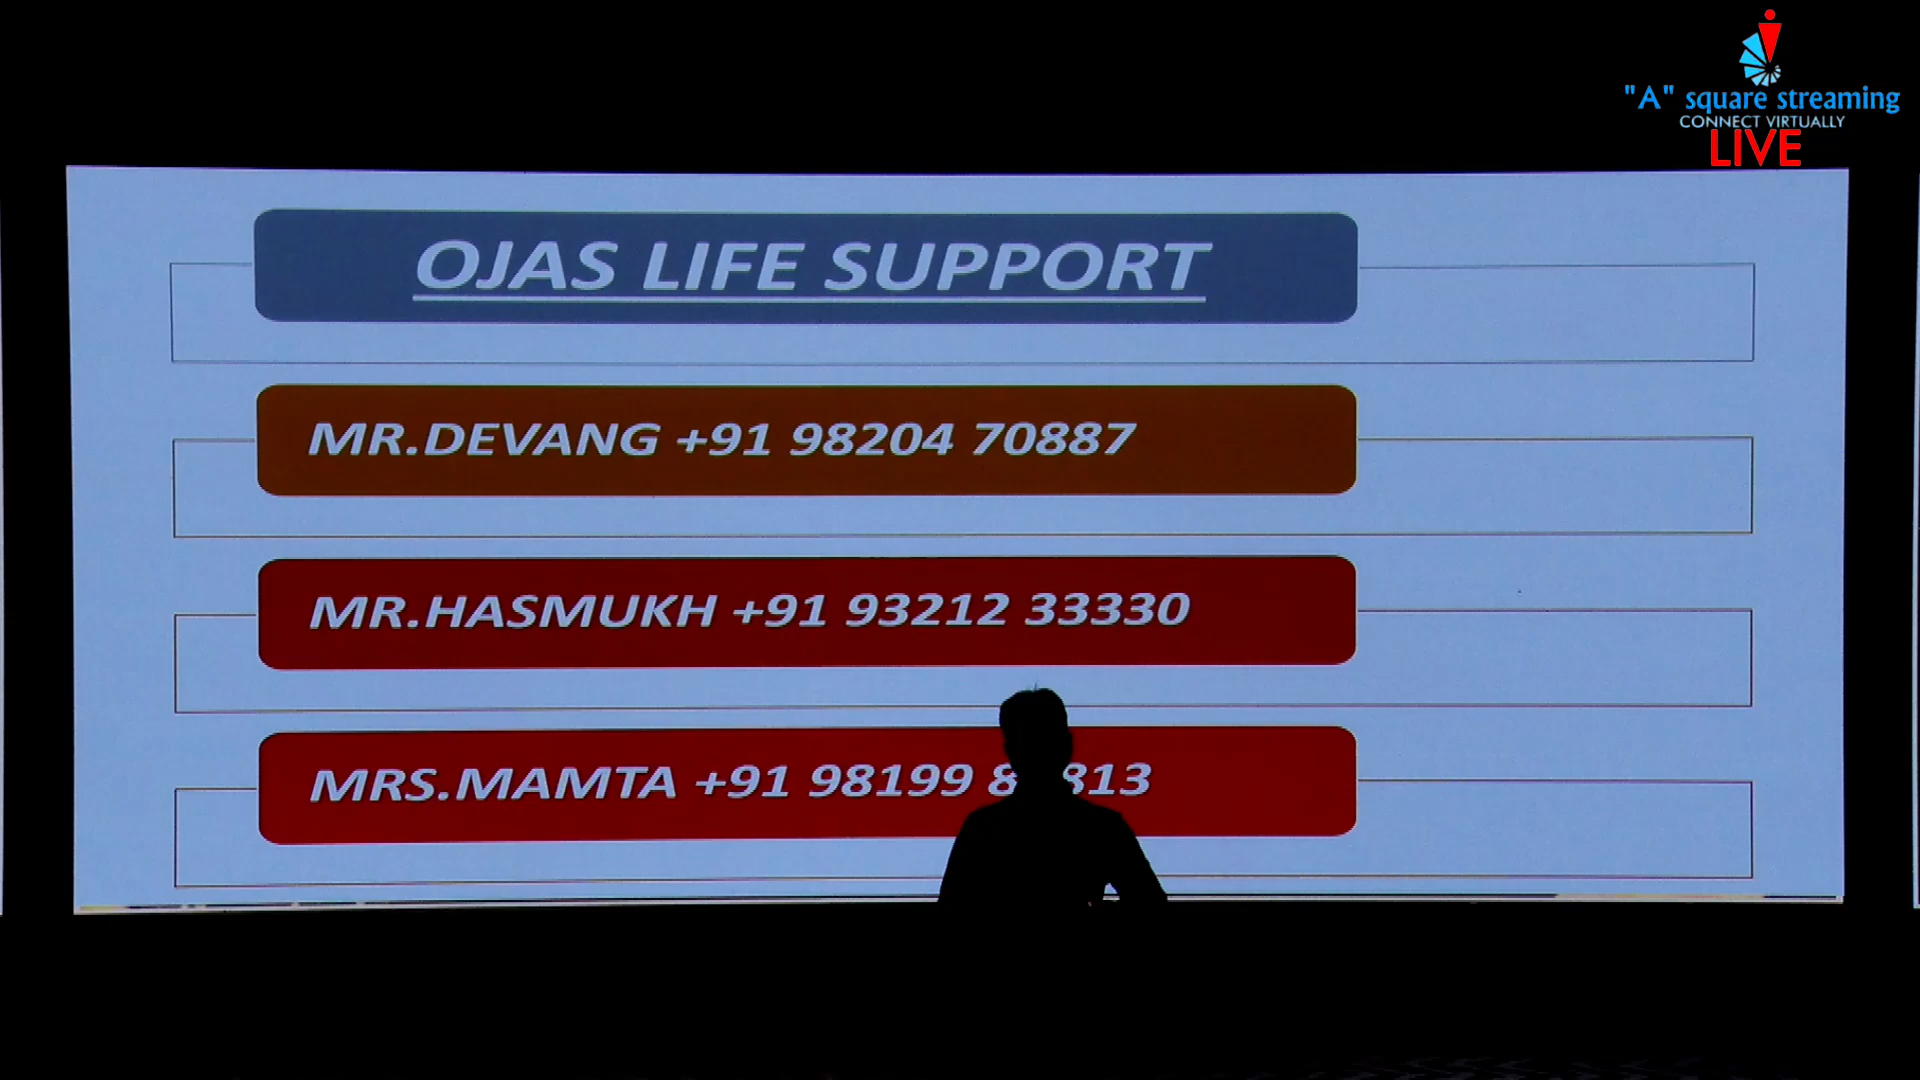 "A" square streaming
CONNECT VIRTUALLY
LIVE
OJAS LIFE SUPPORT
MR.DEVANG +91 98204 70887
MR.HASMUKH +91 93212 33330
MRS.MAMTA +91 98199